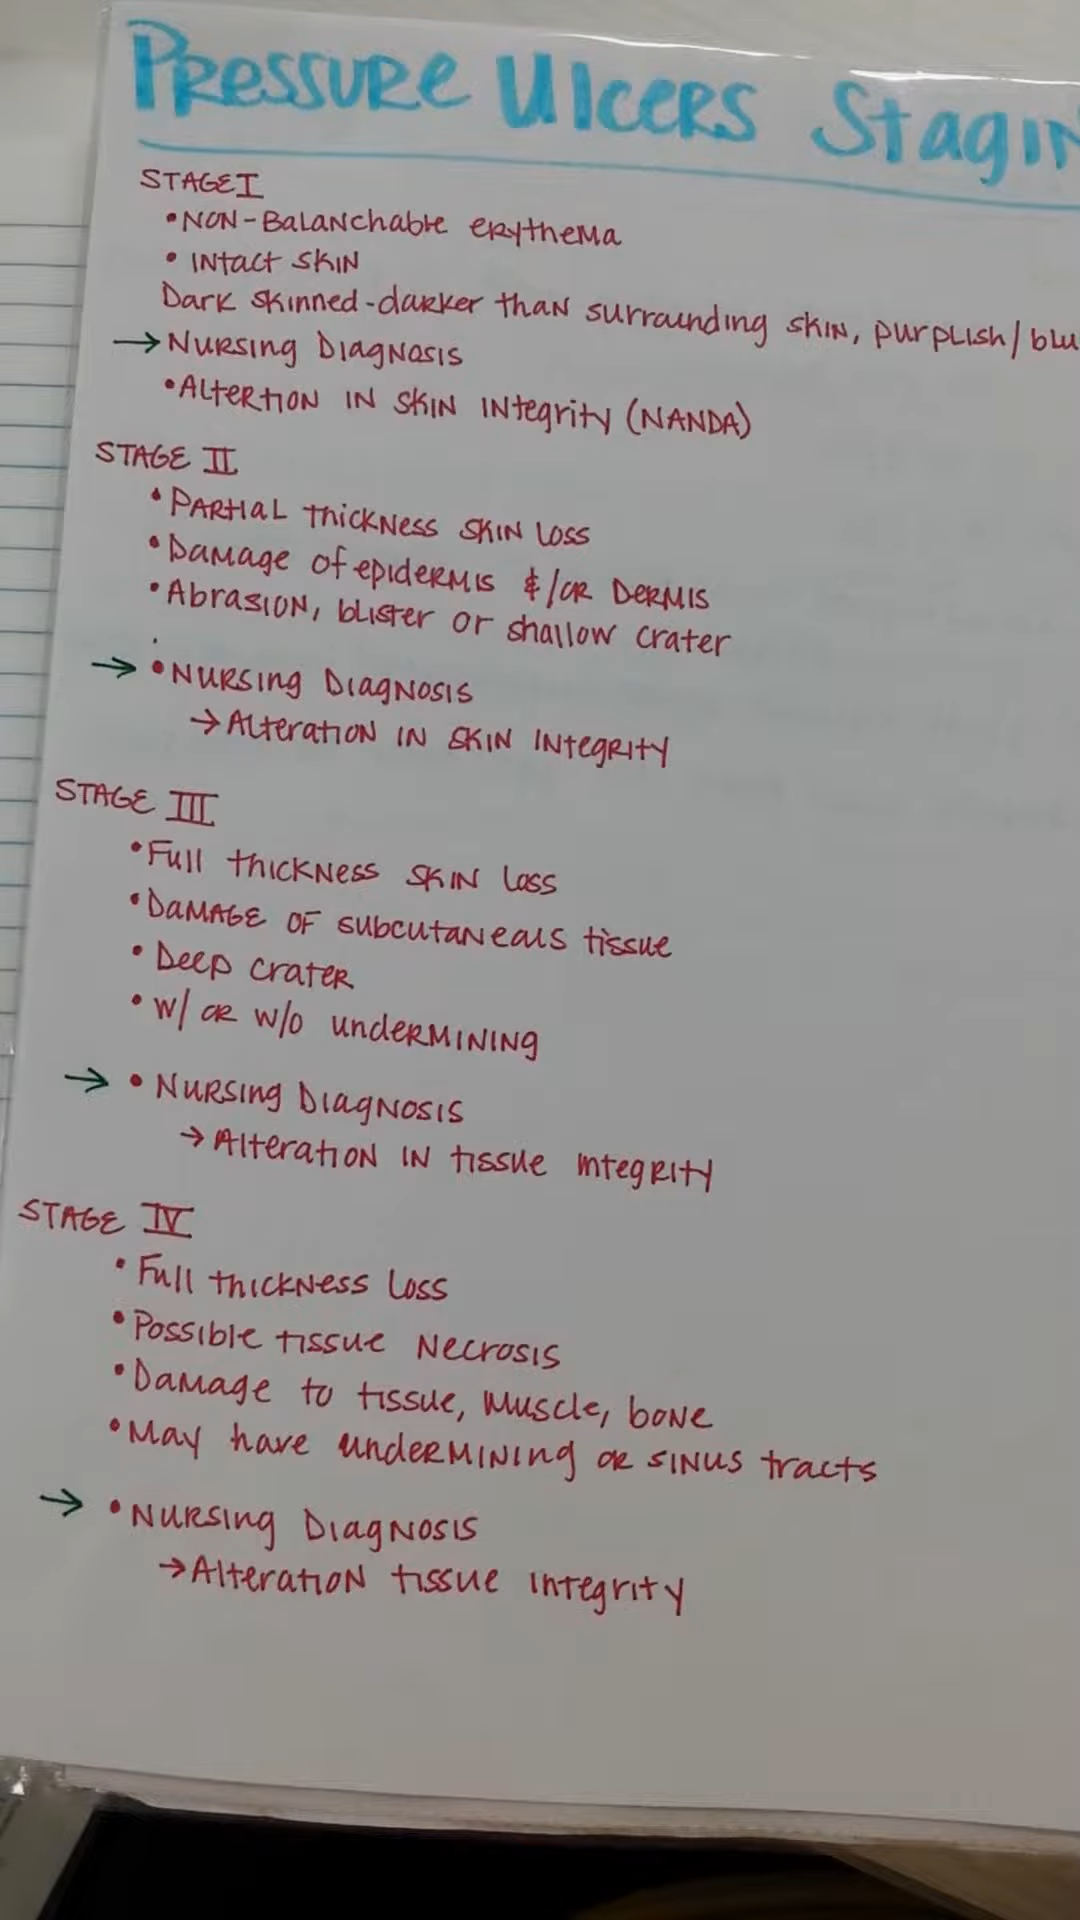 Pressure Ulcers Stagin
STAGE I
• Non-Balanchable erythema
• Intact skin
Dark skinned-darker than surrounding skin, purplish/blu
→ Nursing Diagnosis
• Altertion in skin integrity (NANDA)
STAGE II
• Partial thickness skin loss
• Damage of epidermis &/or Dermis
• Abrasion, blister or shallow crater
→ • Nursing Diagnosis
→ Alteration in skin integrity
STAGE III
• Full thickness skin loss
• Damage of subcutaneous tissue
• Deep crater
• w/ or w/o undermining
→ • Nursing Diagnosis
→ Alteration in tissue integrity
STAGE IV
• Full thickness loss
• Possible tissue necrosis
• Damage to tissue, muscle, bone
• May have undermining or sinus tracts
→ • Nursing Diagnosis
→ Alteration tissue integrity